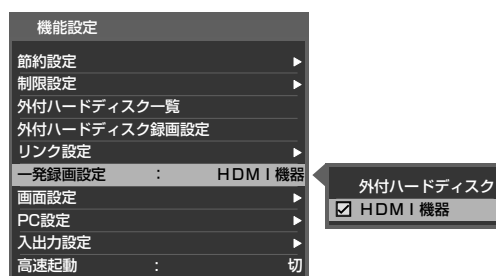 機能設定
節約設定
制限設定
外付ハードディスク一覧
外付ハードディスク録画設定
リンク設定
一発録画設定 : HDMI機器
画面設定
PC設定
入出力設定
高速起動 : 切
外付ハードディスク
HDMI機器